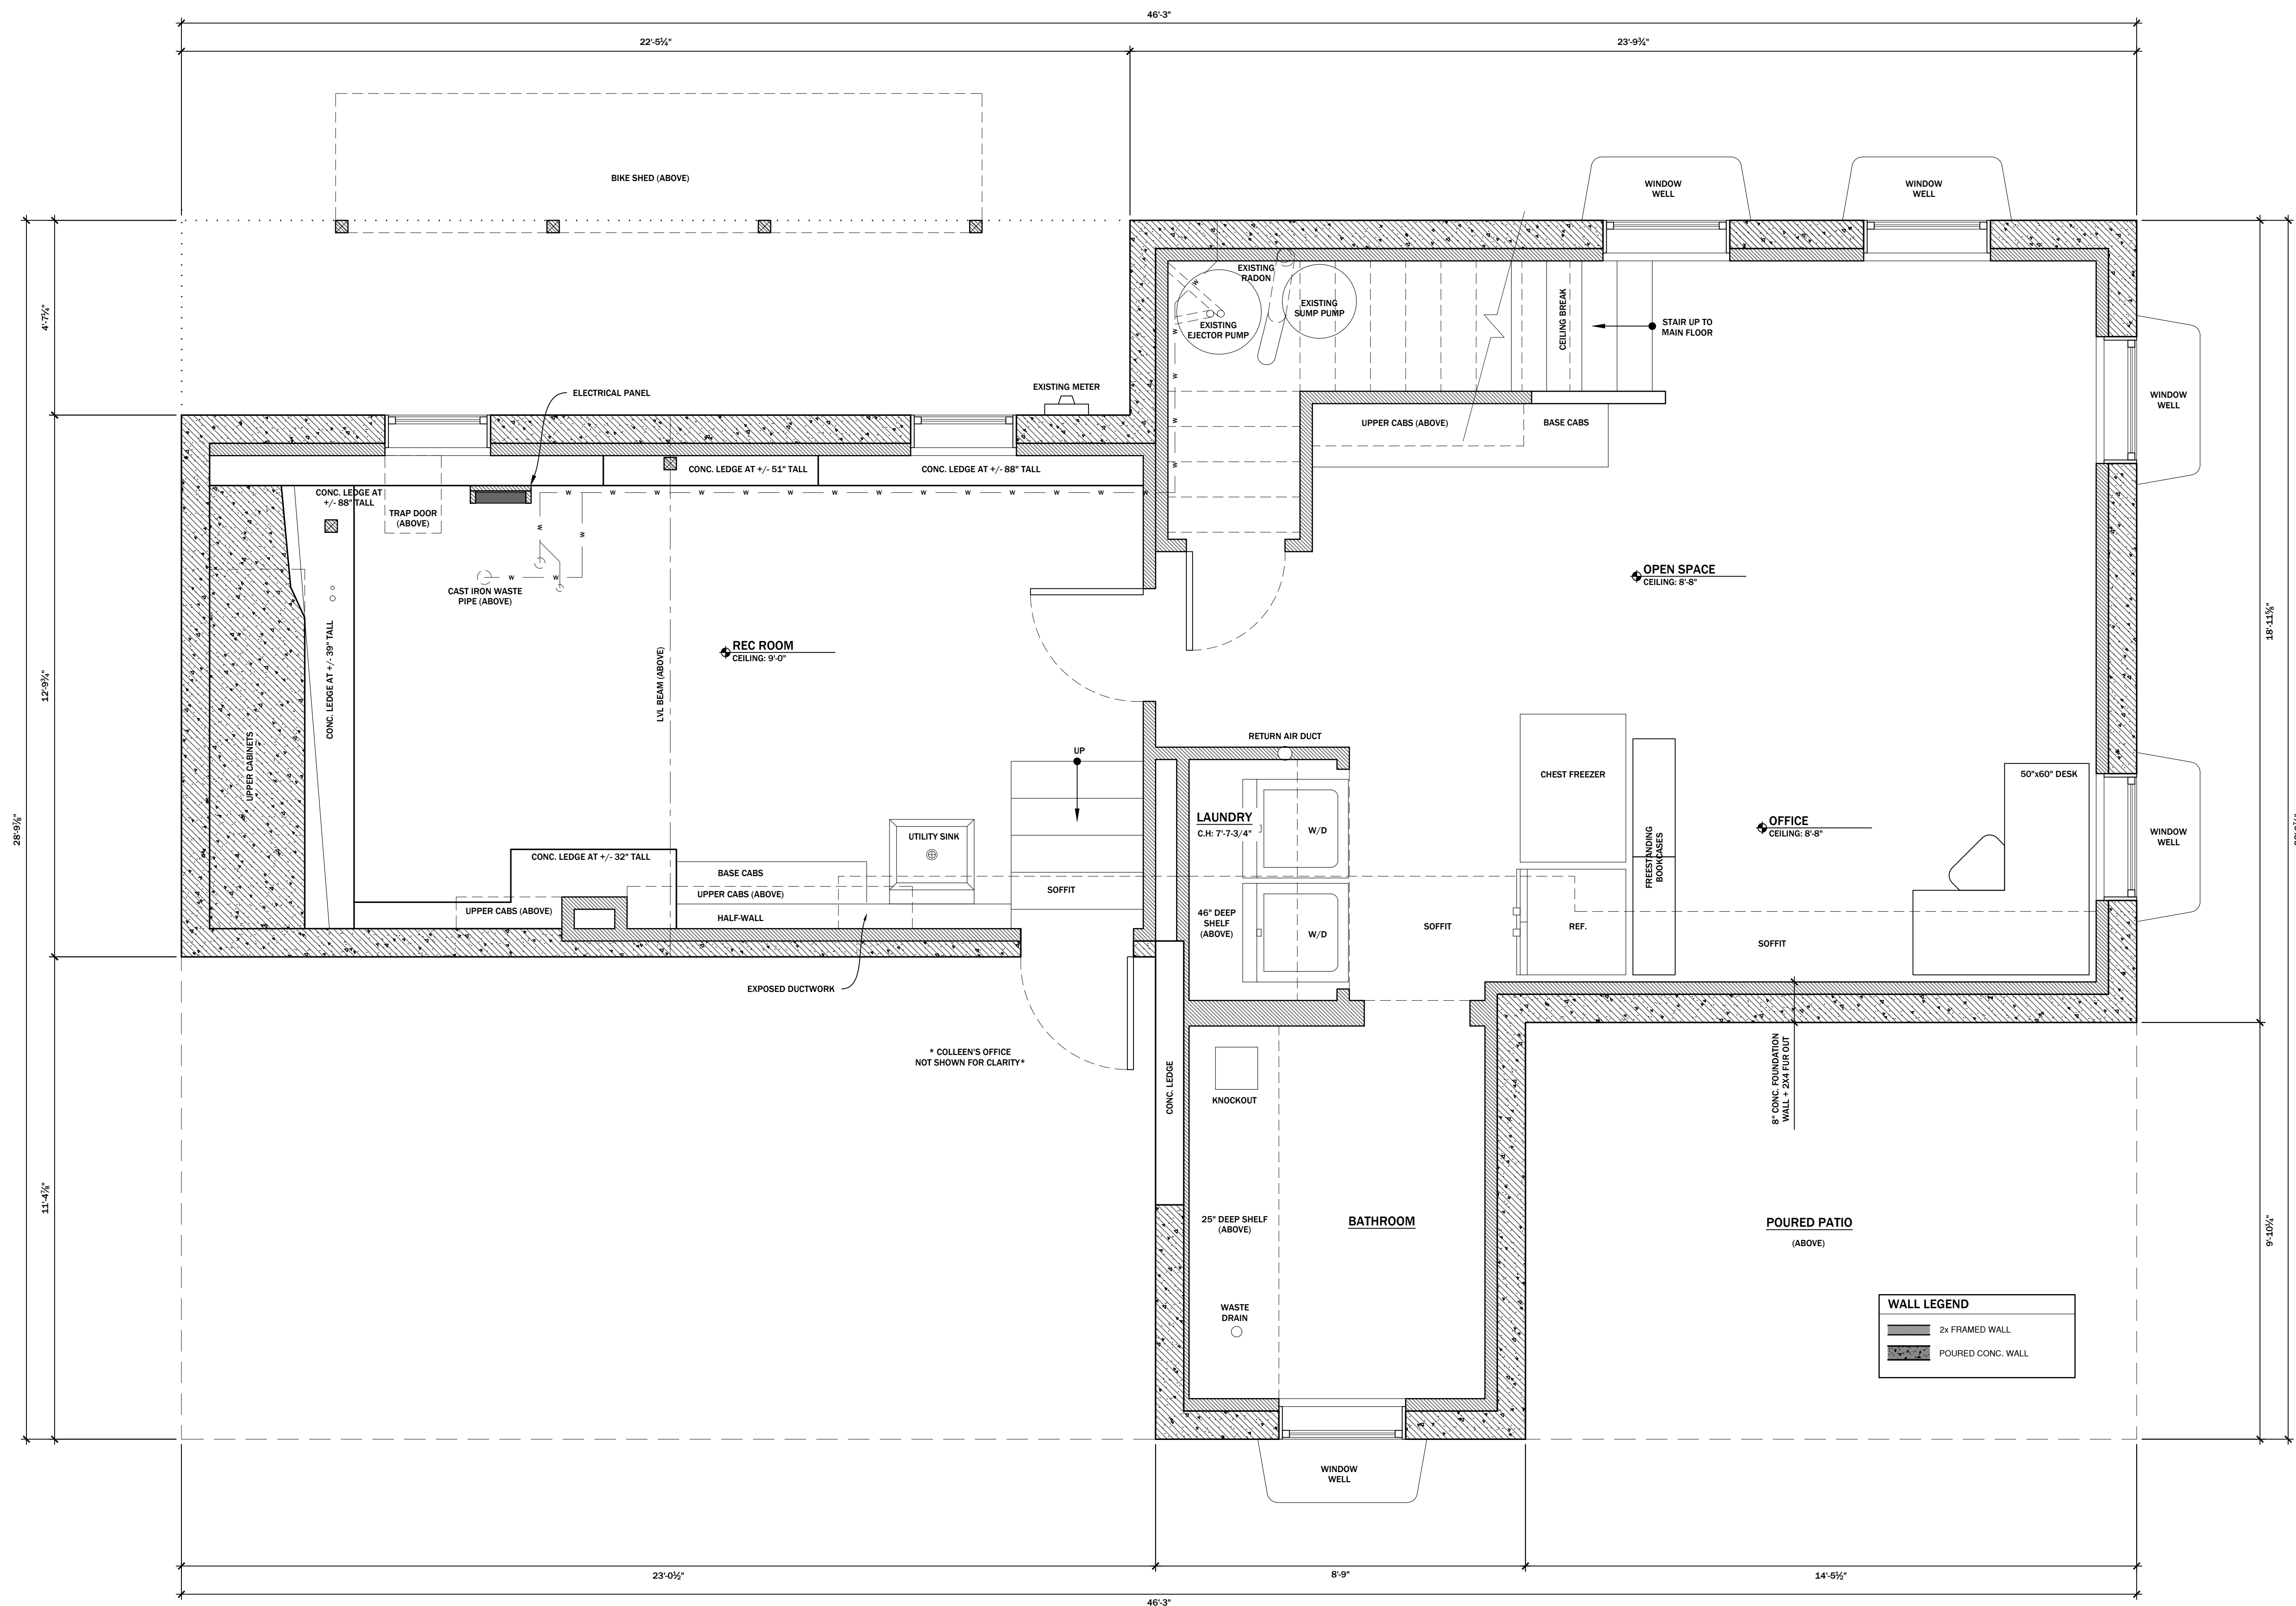 46'-3"
22'-5¼"
23'-9¾"
BIKE SHED (ABOVE)
WINDOW
WELL
WINDOW
WELL
4'-7¼"
EXISTING
RADON
EXISTING
SUMP PUMP
EXISTING
EJECTOR PUMP
CEILING BREAK
STAIR UP TO
MAIN FLOOR
W
W
W
W
W
ELECTRICAL PANEL
EXISTING METER
WINDOW
WELL
UPPER CABS (ABOVE)
BASE CABS
CONC. LEDGE AT +/- 51" TALL
CONC. LEDGE AT +/- 88" TALL
CONC. LEDGE AT
+/- 88" TALL
W W W W W W W W W W W W W W
TRAP DOOR
(ABOVE)
W
W
W W
CAST IRON WASTE
PIPE (ABOVE)
OPEN SPACE
CEILING: 8'-8"
18'-11⅝"
12'-9¾"
REC ROOM
CEILING: 9'-0"
CONC. LEDGE AT +/- 39" TALL
LVL BEAM (ABOVE)
UPPER CABINETS
UP
RETURN AIR DUCT
CHEST FREEZER
50"x60" DESK
LAUNDRY
C.H: 7'-7-3/4"
W/D
OFFICE
CEILING: 8'-8"
WINDOW
WELL
28'-9⅞"
UTILITY SINK
CONC. LEDGE AT +/- 32" TALL
FREESTANDING
BOOKCASES
BASE CABS
SOFFIT
UPPER CABS (ABOVE)
UPPER CABS (ABOVE)
HALF-WALL
46" DEEP
SHELF
(ABOVE)
W/D
SOFFIT
REF.
SOFFIT
EXPOSED DUCTWORK
* COLLEEN'S OFFICE
NOT SHOWN FOR CLARITY*
8" CONC. FOUNDATION
WALL + 2X4 FUR OUT
CONC. LEDGE
KNOCKOUT
11'-4⅞"
25" DEEP SHELF
(ABOVE)
BATHROOM
POURED PATIO
(ABOVE)
9'-10¼"
WASTE
DRAIN
WALL LEGEND
2x FRAMED WALL
POURED CONC. WALL
WINDOW
WELL
23'-0½"
8'-9"
14'-5½"
46'-3"